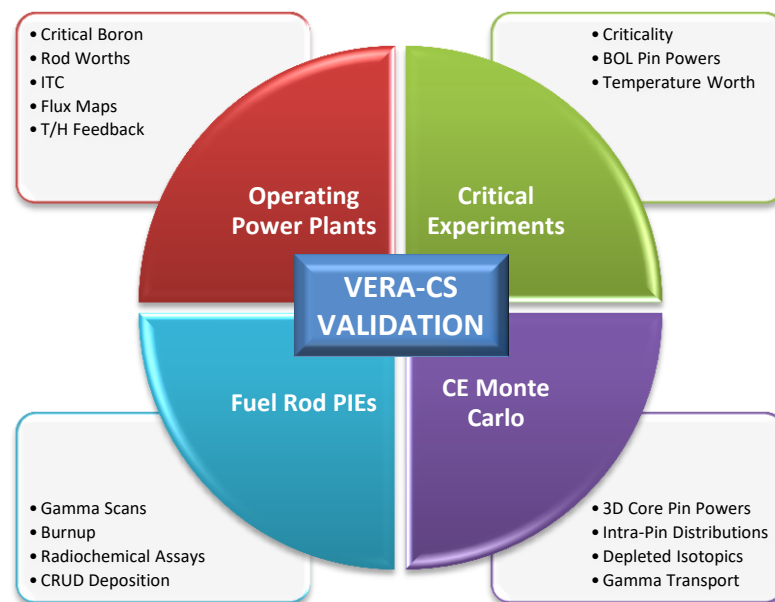 • Critical Boron
• Rod Worths
• ITC
• Flux Maps
• T/H Feedback
• Criticality
• BOL Pin Powers
• Temperature Worth
Operating
Power Plants
Critical
Experiments
VERA-CS
VALIDATION
Fuel Rod PIEs
CE Monte
Carlo
• Gamma Scans
• Burnup
• Radiochemical Assays
• CRUD Deposition
• 3D Core Pin Powers
• Intra-Pin Distributions
• Depleted Isotopics
• Gamma Transport